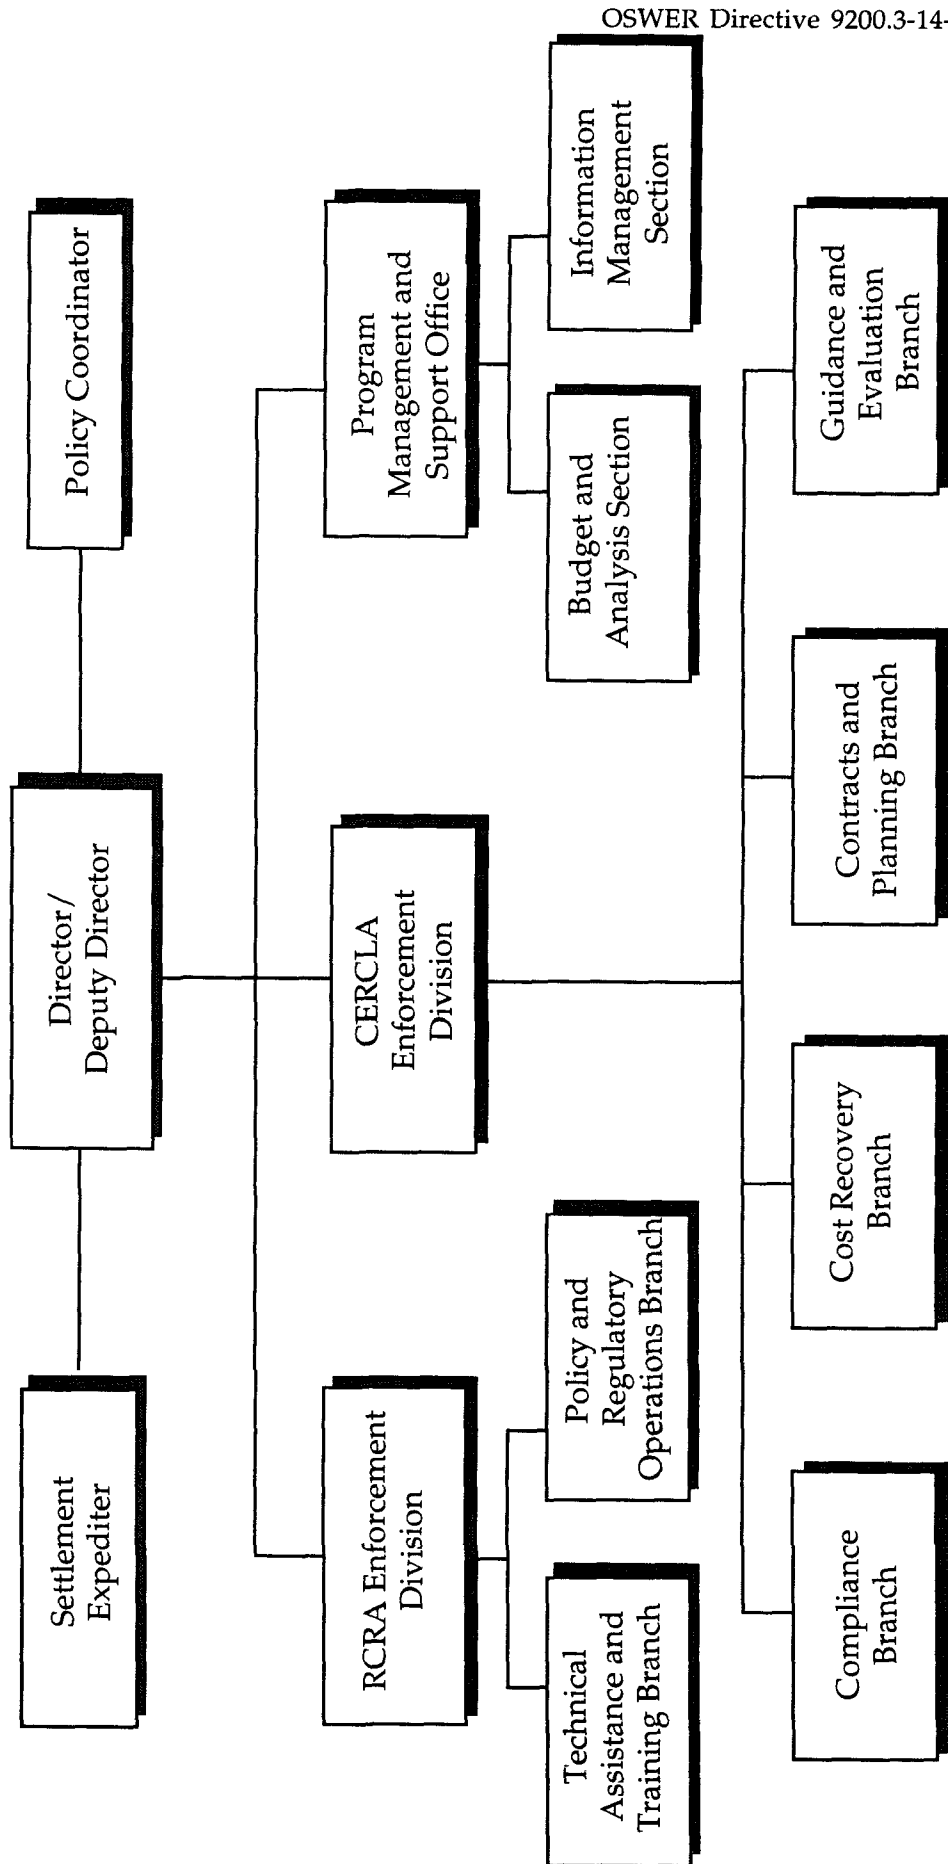 OSWER Directive 9200.3-14-
Settlement
Expediter
Director/
Deputy Director
Policy Coordinator
RCRA Enforcement
Division
CERCLA
Enforcement
Division
Program
Management and
Support Office
Technical
Assistance and
Training Branch
Policy and
Regulatory
Operations Branch
Budget and
Analysis Section
Information
Management
Section
Compliance
Branch
Cost Recovery
Branch
Contracts and
Planning Branch
Guidance and
Evaluation
Branch